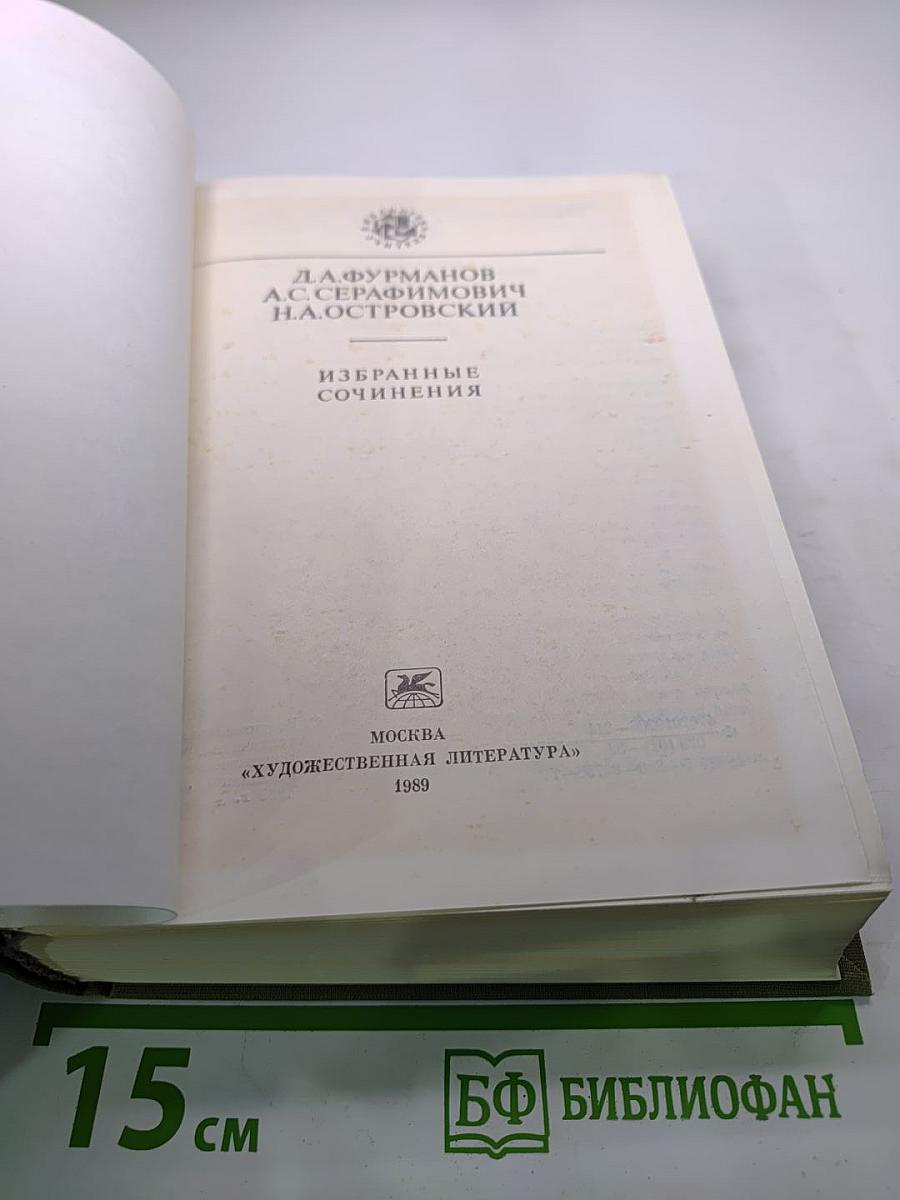 Д.А.ФУРМАНОВ
А.С.СЕРАФИМОВИЧ
Н.А.ОСТРОВСКИЙ
ИЗБРАННЫЕ
СОЧИНЕНИЯ
МОСКВА
«ХУДОЖЕСТВЕННАЯ ЛИТЕРАТУРА»
1989
15 см
БФ БИБЛИОФАН